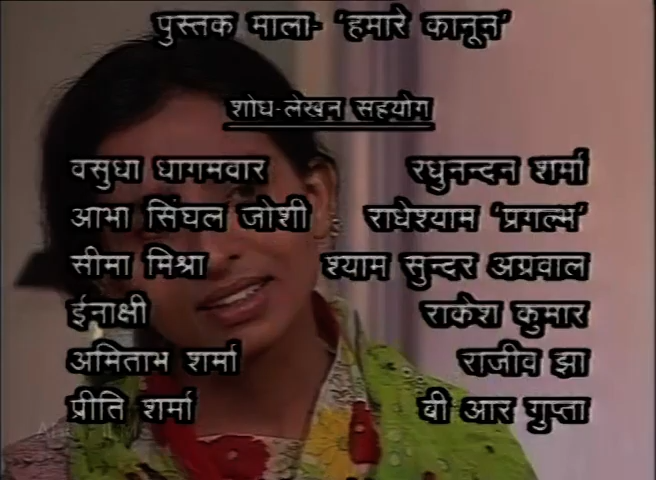 पुस्तक माला- ‘हमारे कानून’
शोध-लेखन सहयोग
वसुधा धागमवार रघुनन्दन शर्मा
आभा सिंघल जोशी राधेश्याम ‘प्रगल्भ’
सीमा मिश्रा श्याम सुन्दर अग्रवाल
ईनाक्षी राकेश कुमार
अमिताभ शर्मा राजीव झा
प्रीति शर्मा बी आर गुप्ता